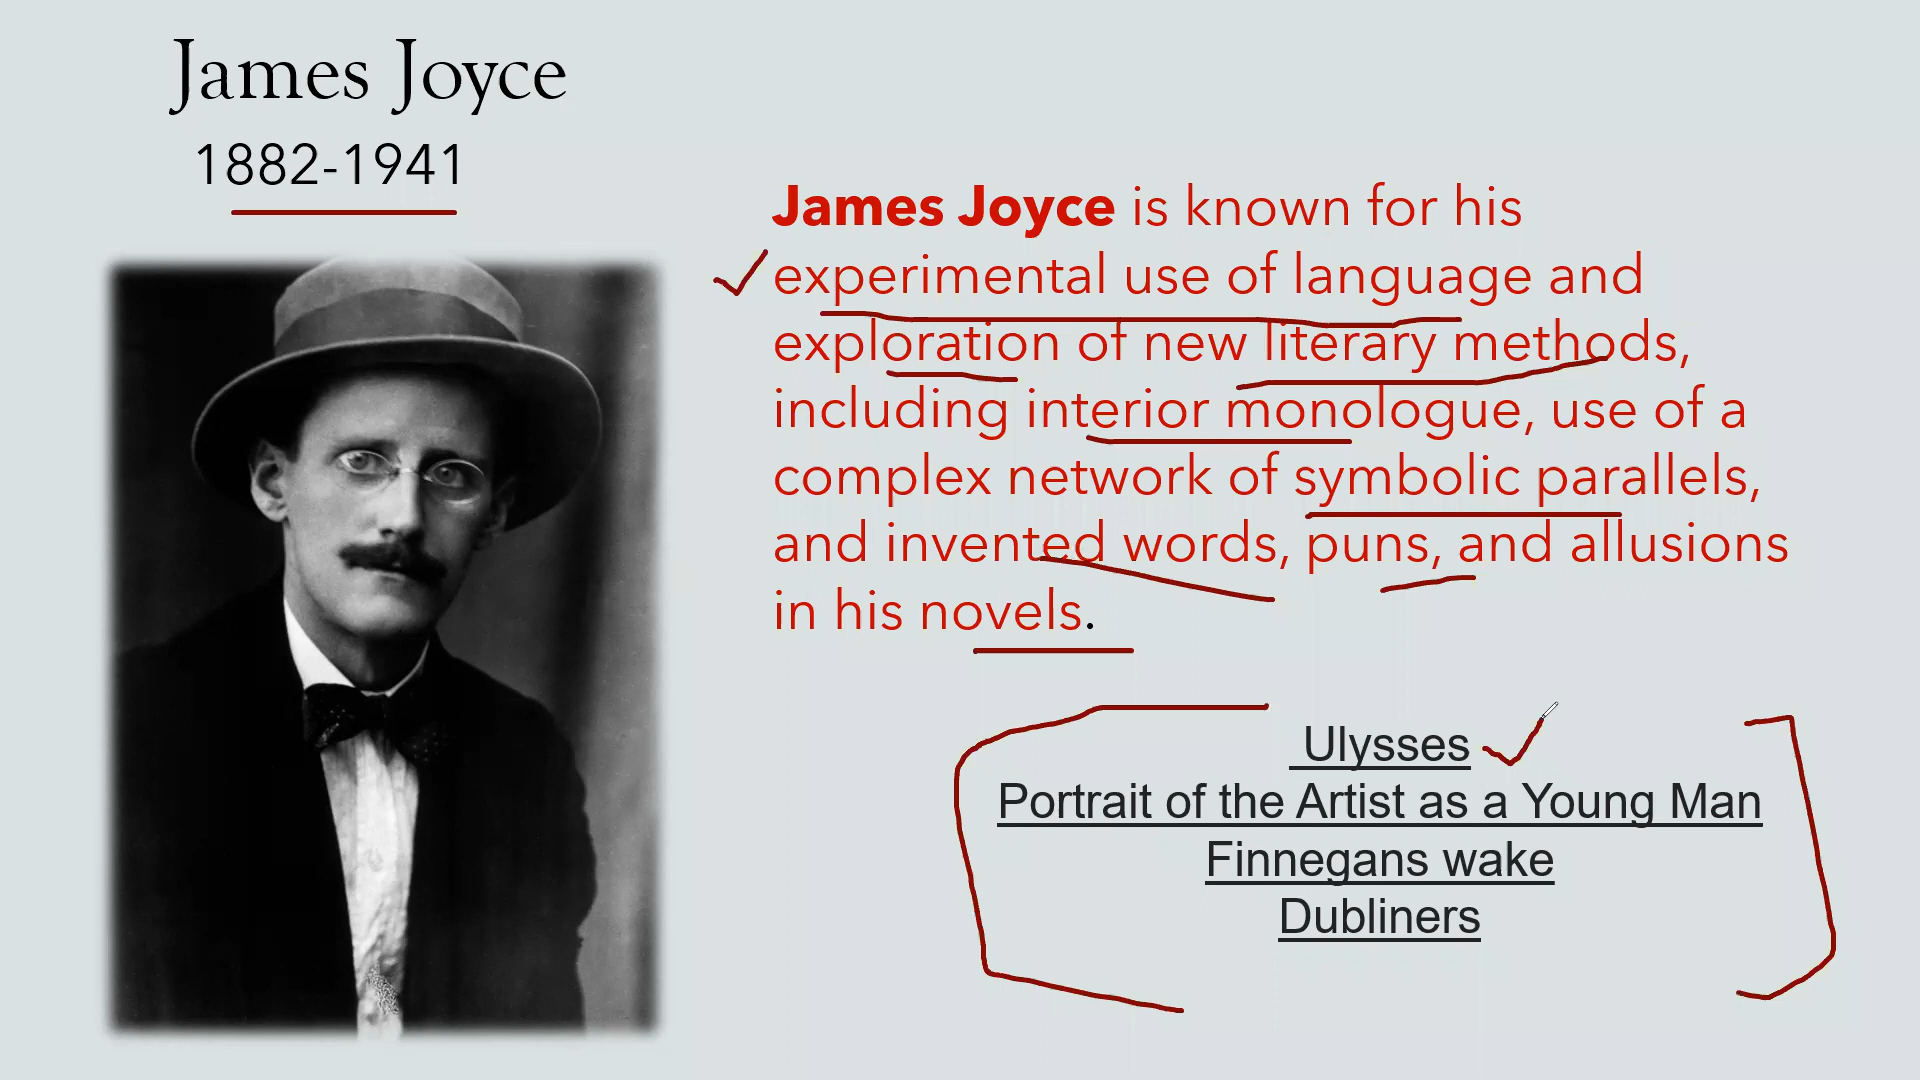 James Joyce
1882-1941
James Joyce is known for his
experimental use of language and
exploration of new literary methods,
including interior monologue, use of a
complex network of symbolic parallels,
and invented words, puns, and allusions
in his novels.
Ulysses
Portrait of the Artist as a Young Man
Finnegans wake
Dubliners